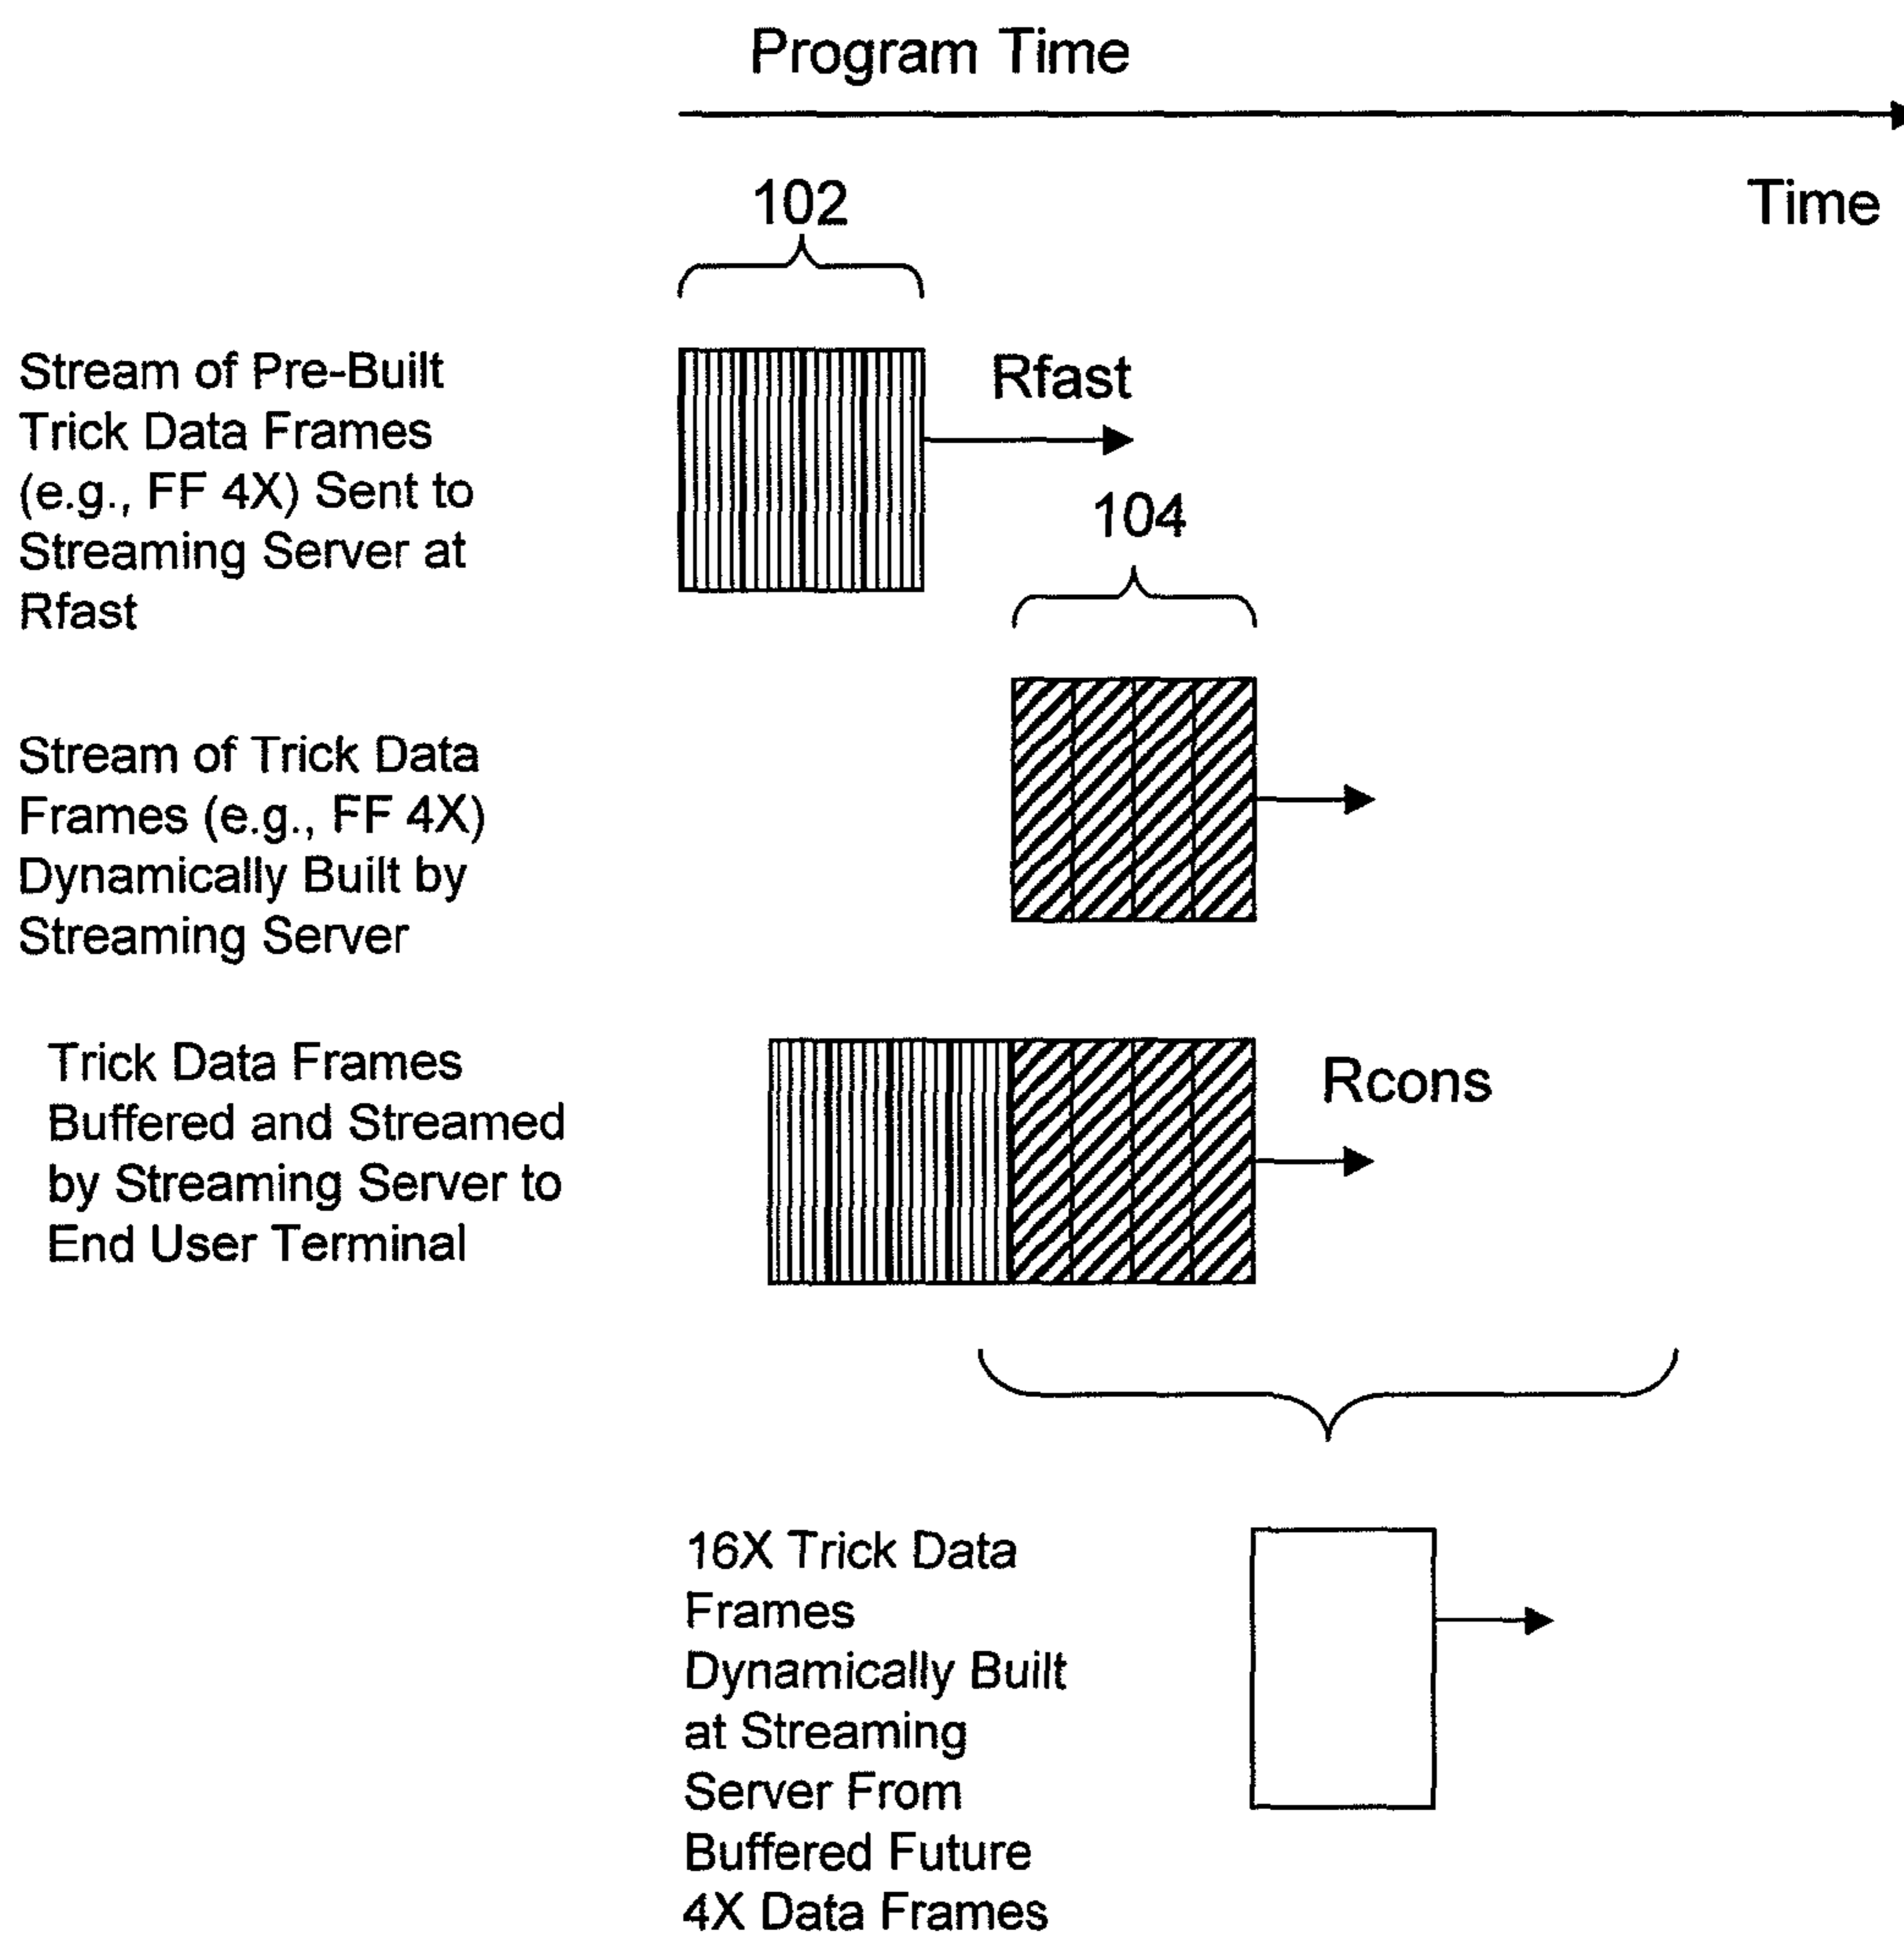 Program Time
Time
102
Stream of Pre-Built
Trick Data Frames
(e.g., FF 4X) Sent to
Streaming Server at
Rfast
Rfast
104
Stream of Trick Data
Frames (e.g., FF 4X)
Dynamically Built by
Streaming Server
Trick Data Frames
Buffered and Streamed
by Streaming Server to
End User Terminal
Rcons
16X Trick Data
Frames
Dynamically Built
at Streaming
Server From
Buffered Future
4X Data Frames